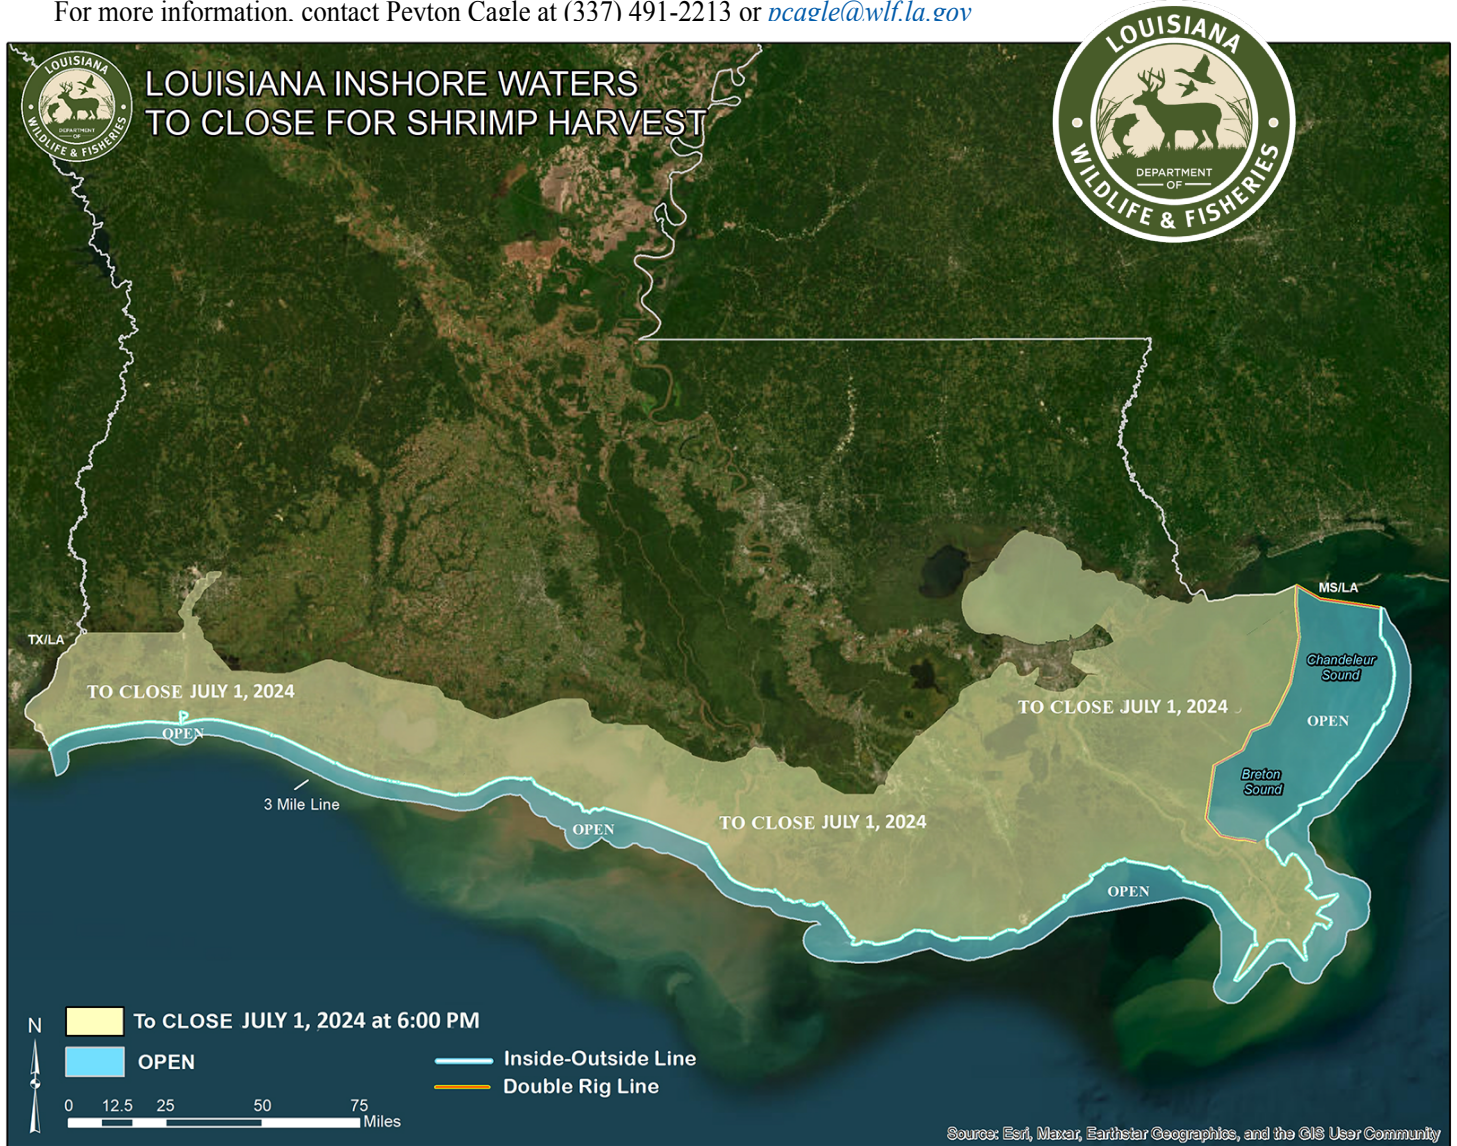 For more information, contact Peyton Cagle at (337) 491-2213 or pcagle@wlf.la.gov
LOUISIANA
WILDLIFE & FISHERIES
DEPARTMENT
OF
LOUISIANA INSHORE WATERS
TO CLOSE FOR SHRIMP HARVEST
LOUISIANA
WILDLIFE & FISHERIES
DEPARTMENT
OF
MS/LA
TX/LA
Chandeleur
Sound
TO CLOSE JULY 1, 2024
TO CLOSE JULY 1, 2024
OPEN
OPEN
Breton
Sound
3 Mile Line
TO CLOSE JULY 1, 2024
OPEN
OPEN
To CLOSE JULY 1, 2024 at 6:00 PM
N
OPEN
Inside-Outside Line
Double Rig Line
0 12.5 25 50 75
Miles
Source: Esri, Maxar, Earthstar Geographics, and the GIS User Community